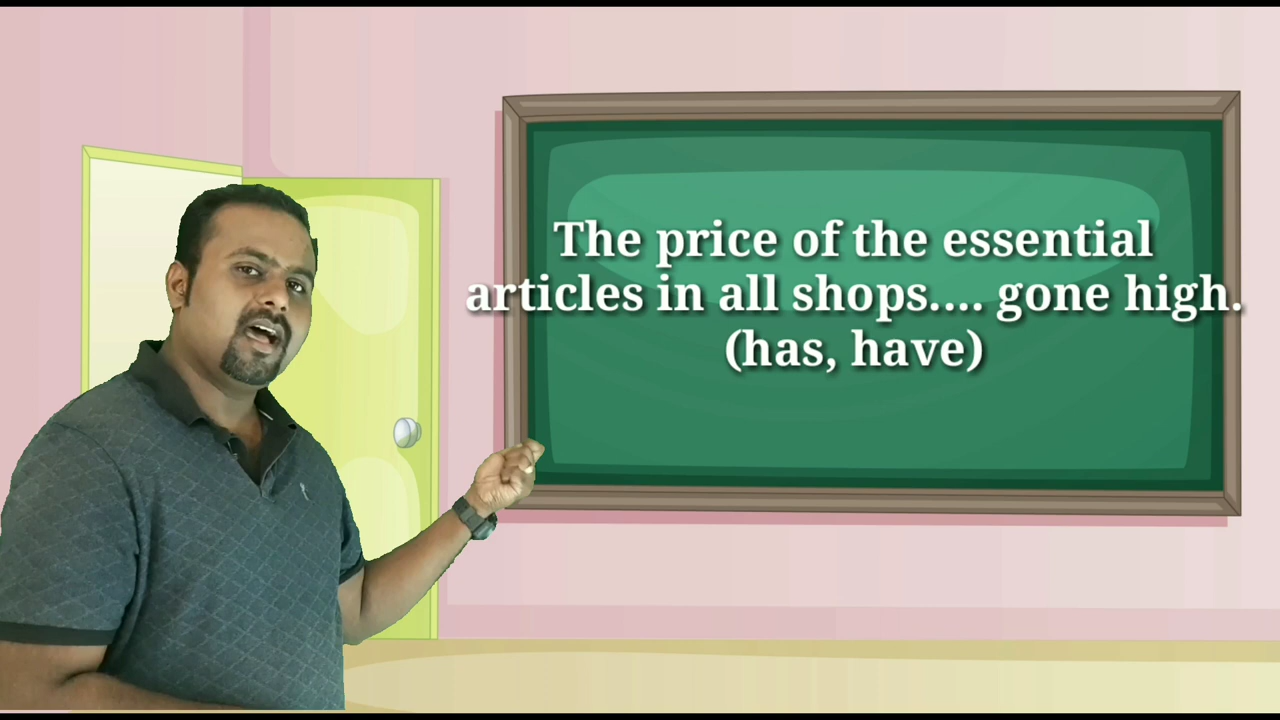 The price of the essential
articles in all shops.... gone high.
(has, have)